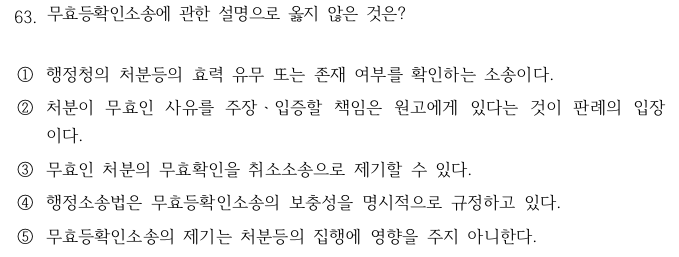 63. 무효등확인소송에 관한 설명으로 옳지 않은 것은?
① 행정청의 처분등의 효력 유무 또는 존재 여부를 확인하는 소송이다.
② 처분이 무효인 사유를 주장ㆍ입증할 책임은 원고에게 있다는 것이 판례의 입장
이다.
③ 무효인 처분의 무효확인을 취소소송으로 제기할 수 있다.
④ 행정소송법은 무효등확인소송의 보충성을 명시적으로 규정하고 있다.
⑤ 무효등확인소송의 제기는 처분등의 집행에 영향을 주지 아니한다.